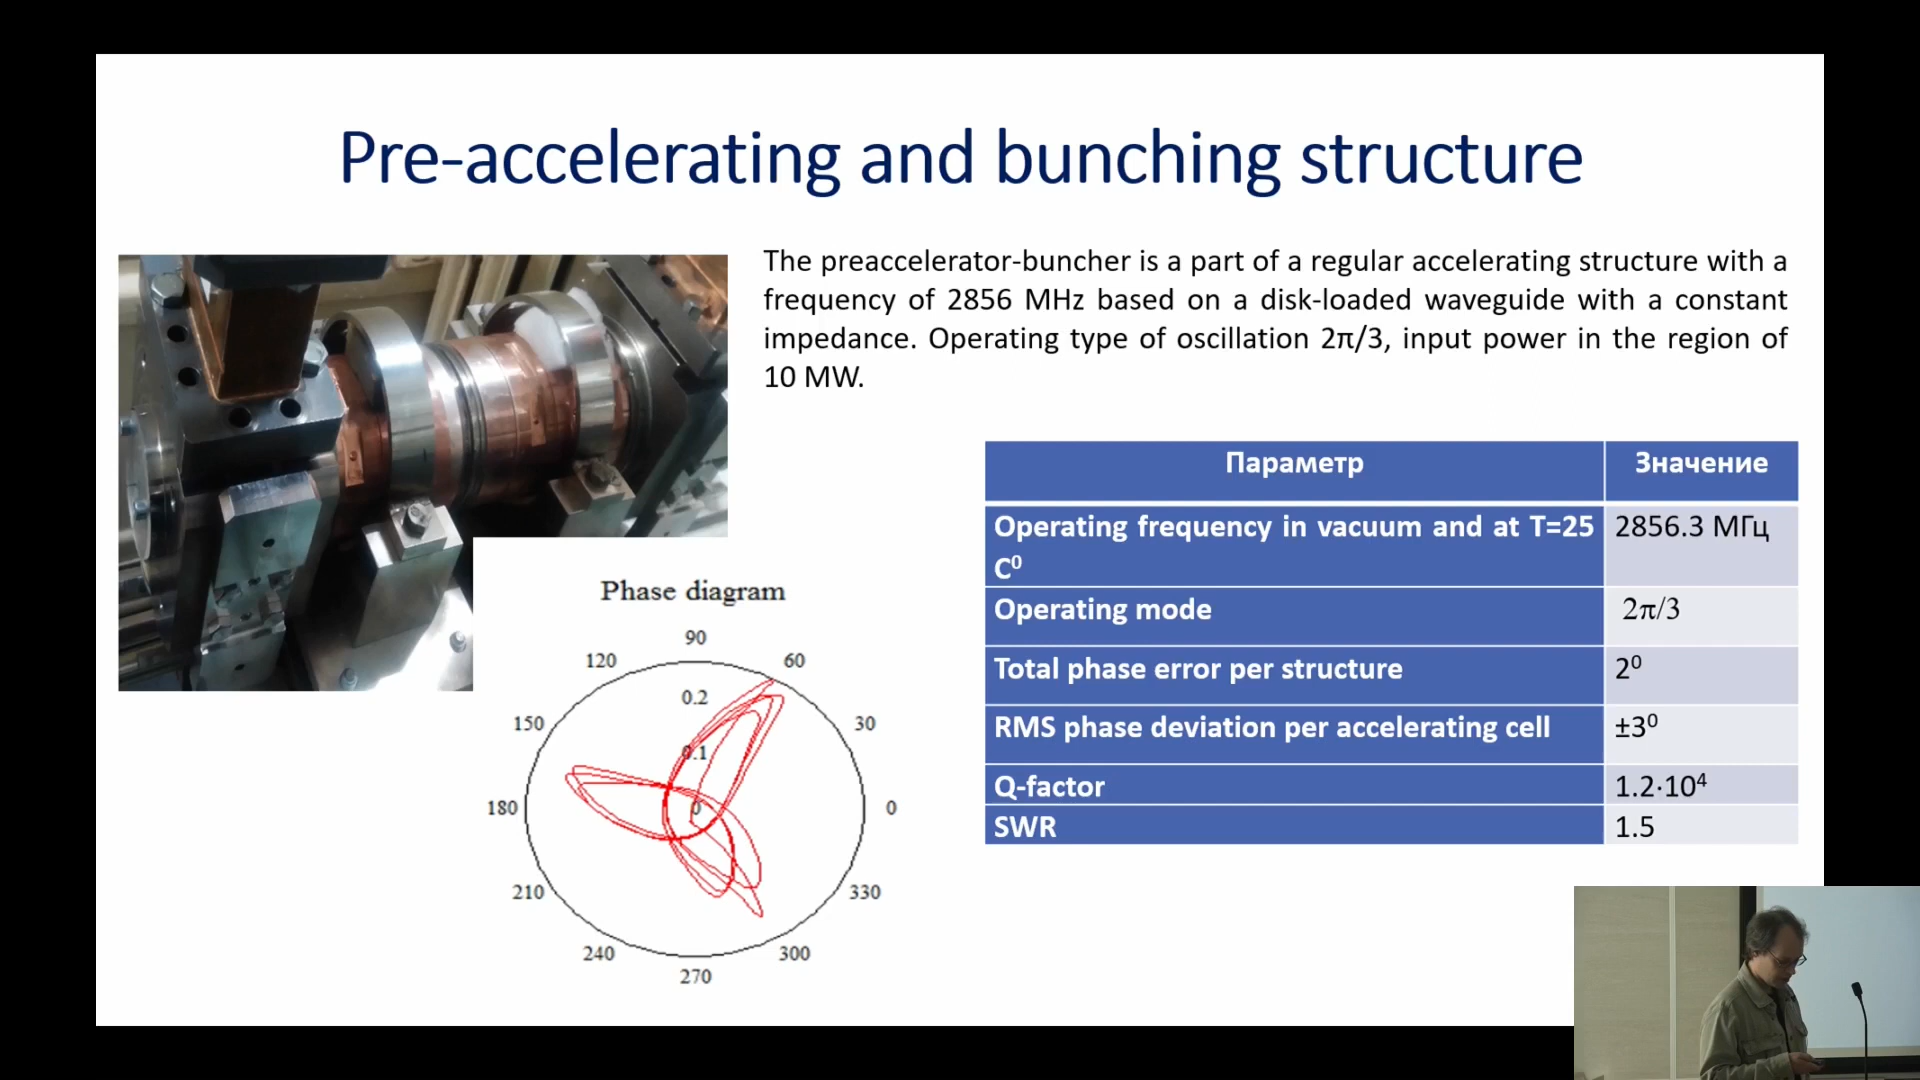 Pre-accelerating and bunching structure
The preaccelerator-buncher is a part of a regular accelerating structure with a
frequency of 2856 MHz based on a disk-loaded waveguide with a constant
impedance. Operating type of oscillation 2π/3, input power in the region of
10 MW.
Параметр Значение
Operating frequency in vacuum and at T=25 2856.3 МГц
C⁰
Operating mode 2π/3
Total phase error per structure 2⁰
RMS phase deviation per accelerating cell ±3⁰
Q-factor 1.2·10⁴
SWR 1.5
Phase diagram
90
120 60
0.2
150 30
0.1
180 0 0
210 330
240 300
270